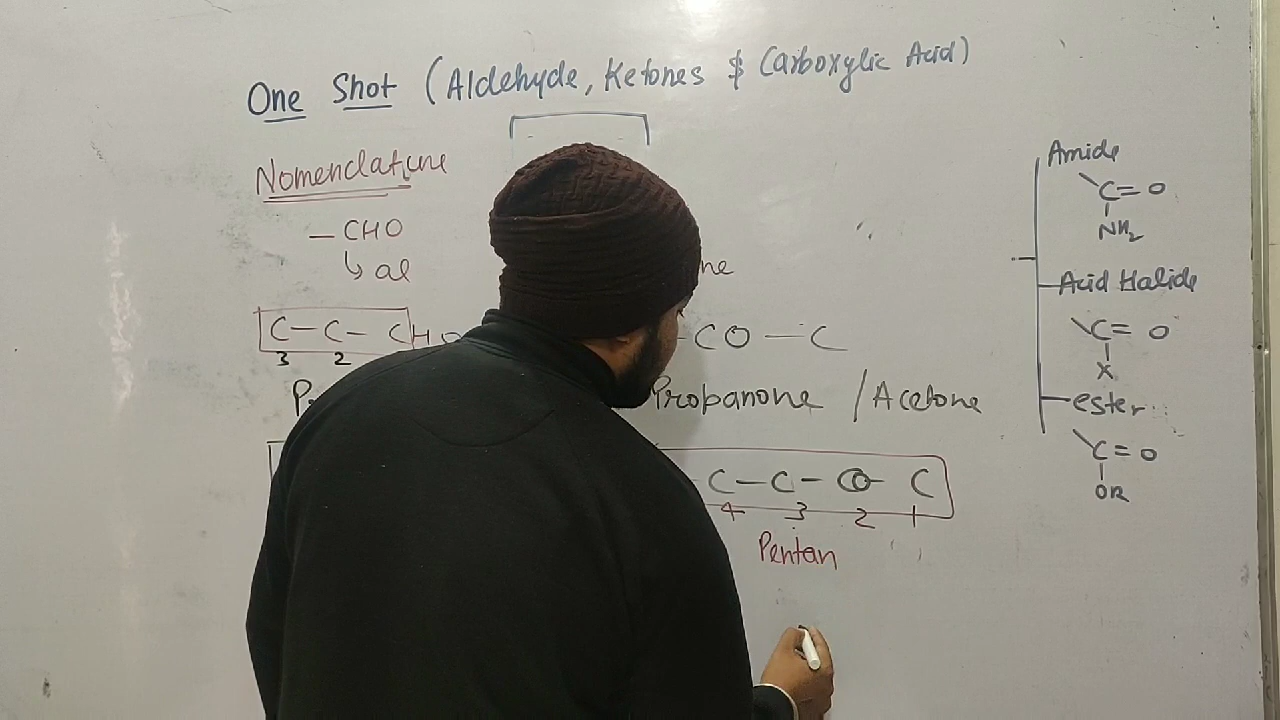 One Shot (Aldehyde, Ketones & Carboxylic Acid)
Nomenclature
— CHO
↳ al
C — C — CHO
3 2
CO — C
Propanone / Acetone
C — C — CO — C
4 3 2 1
Pentan
Amide
C = O
NH₂
Acid Halide
C = O
X
ester
C = O
OR